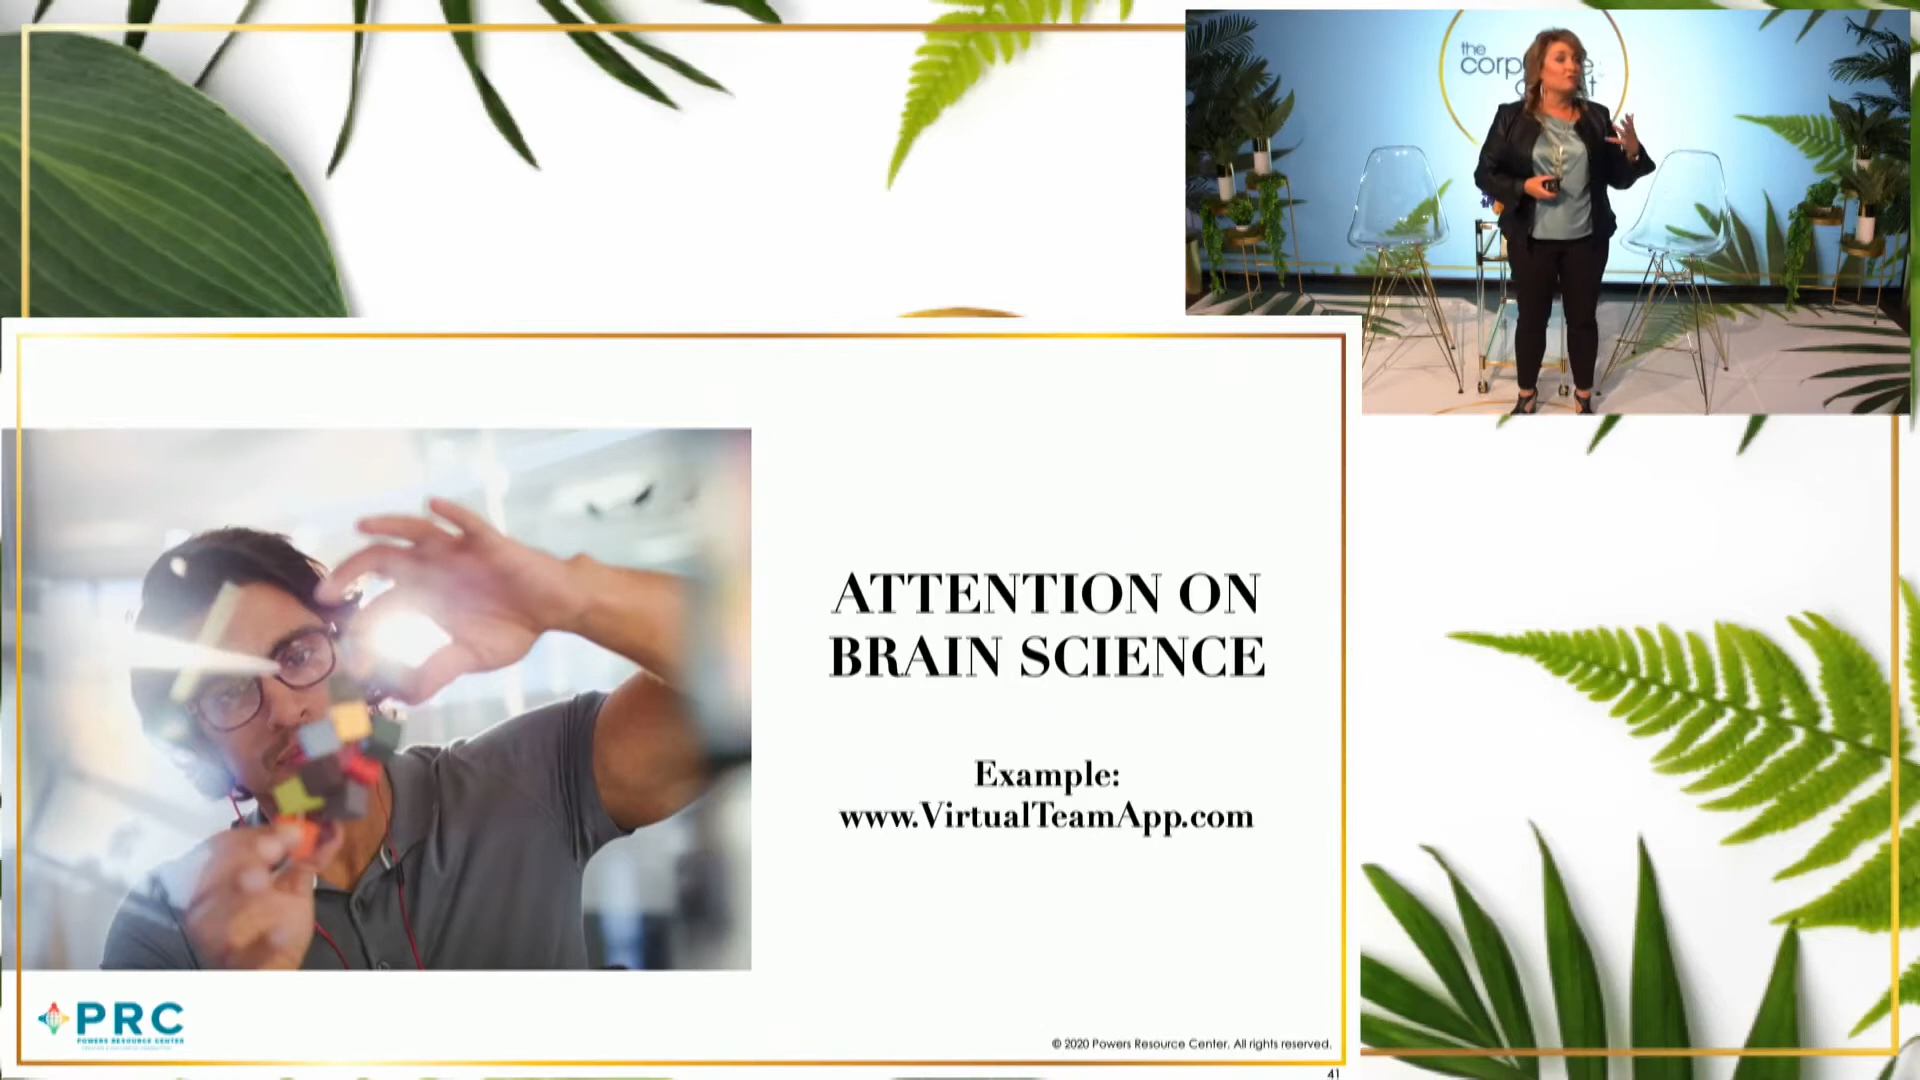 the
corp
ATTENTION ON
BRAIN SCIENCE
Example:
www.VirtualTeamApp.com
PRC
POWERS RESOURCE CENTER
© 2020 Powers Resource Center. All rights reserved.
41